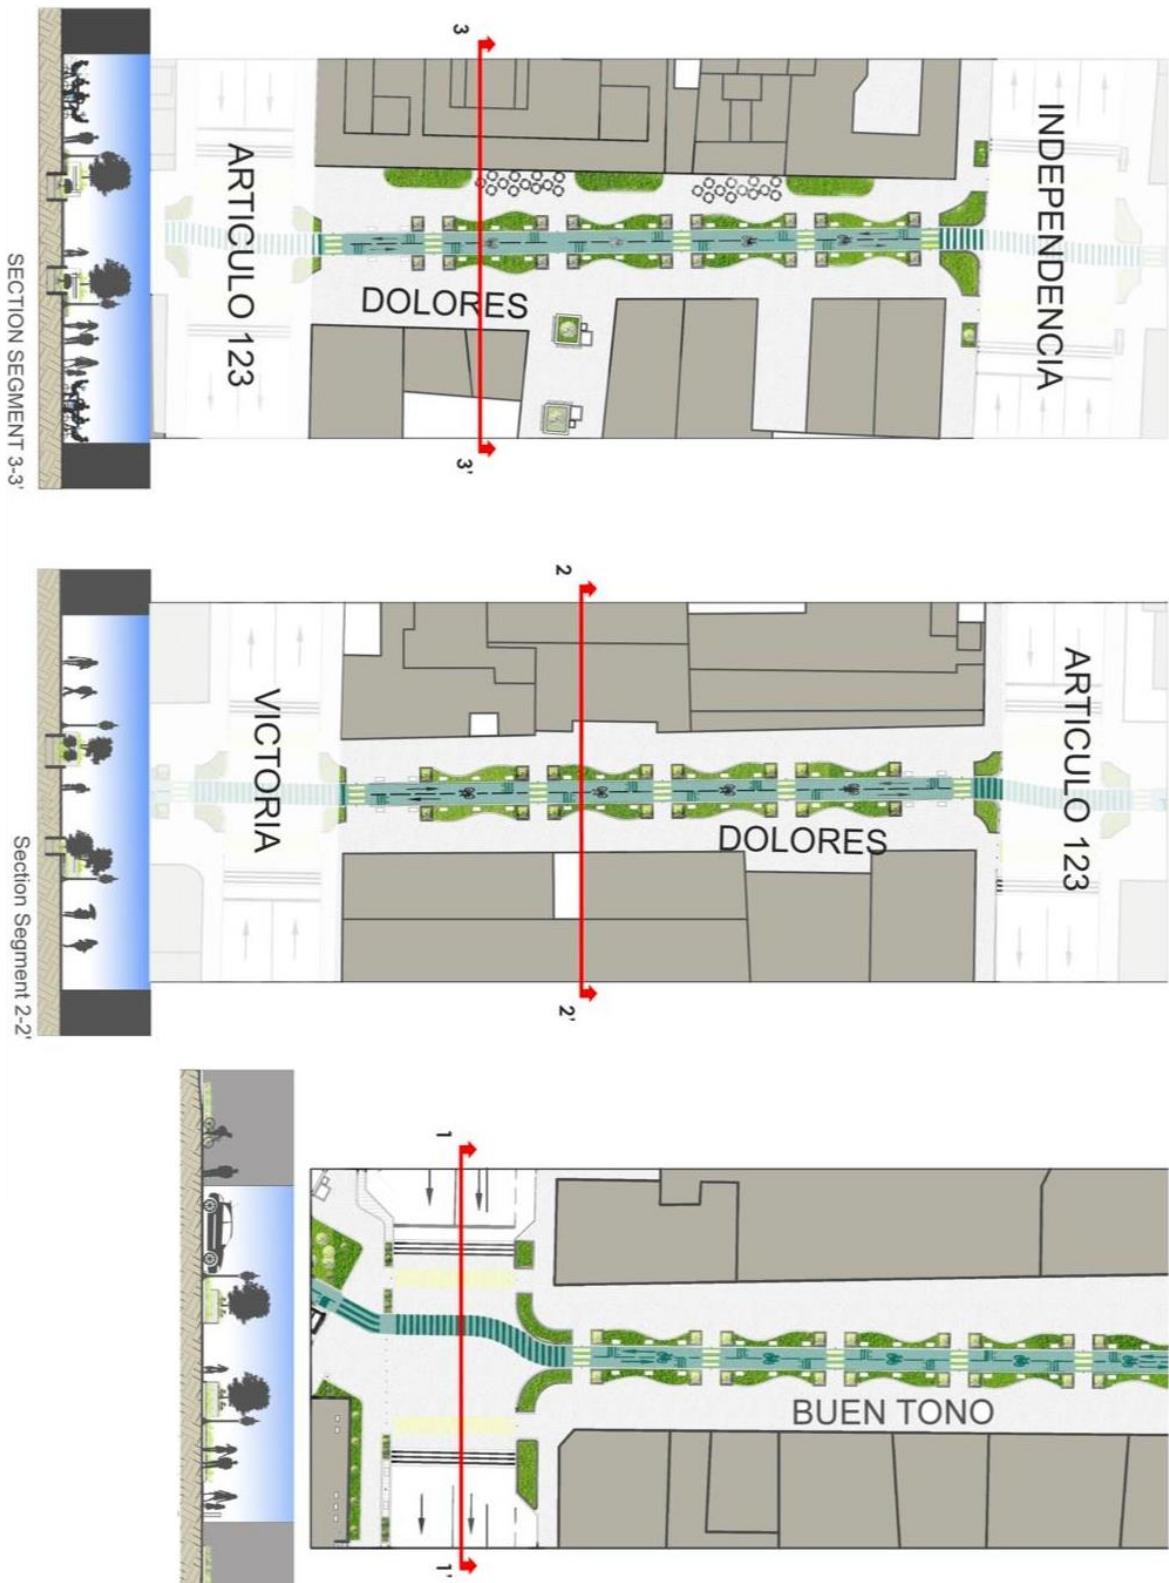 3
INDEPENDENCIA
ARTICULO 123
DOLORES
3'
SECTION SEGMENT 3-3'
2
ARTICULO 123
VICTORIA
DOLORES
2'
Section Segment 2-2'
1
BUEN TONO
1'